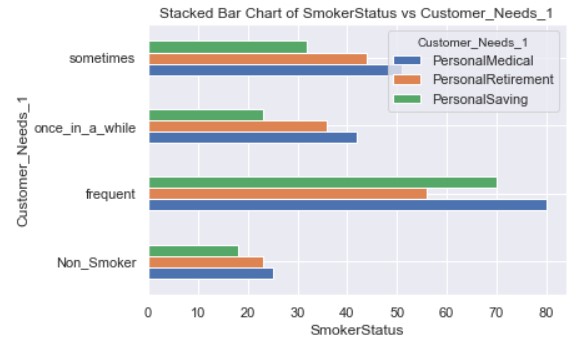 Stacked Bar Chart of SmokerStatus vs Customer_Needs_1
Customer_Needs_1
PersonalMedical
PersonalRetirement
PersonalSaving
Customer_Needs_1
sometimes
once_in_a_while
frequent
Non_Smoker
0 10 20 30 40 50 60 70 80
SmokerStatus